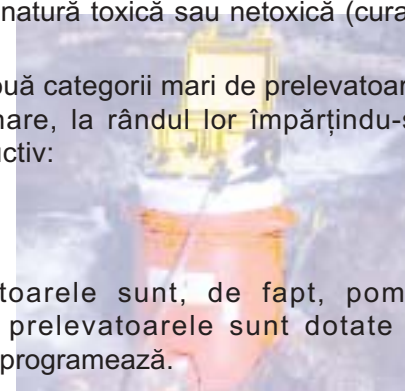 natură toxică sau netoxică (cura
ouă categorii mari de prelevatoar
nare, la rândul lor împărțindu-s
uctiv:
toarele sunt, de fapt, pom
prelevatoarele sunt dotate
programează.